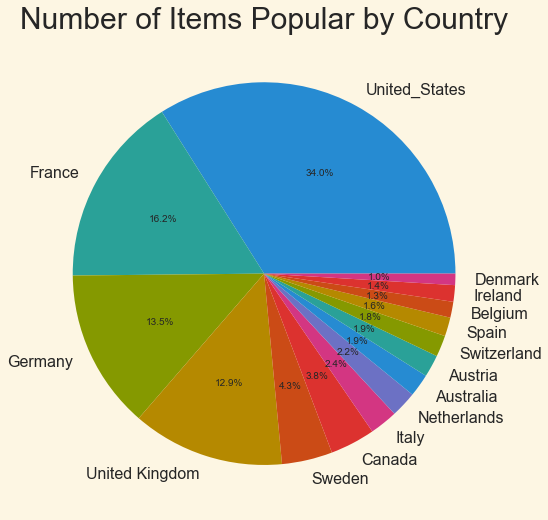 Number of Items Popular by Country
United_States
34.0%
France
16.2%
Germany
13.5%
United Kingdom
12.9%
Sweden
4.3%
Canada
3.8%
Italy
2.4%
Netherlands
2.2%
Australia
1.9%
Austria
1.9%
Switzerland
1.8%
Spain
1.6%
Belgium
1.3%
Ireland
1.4%
Denmark
1.0%